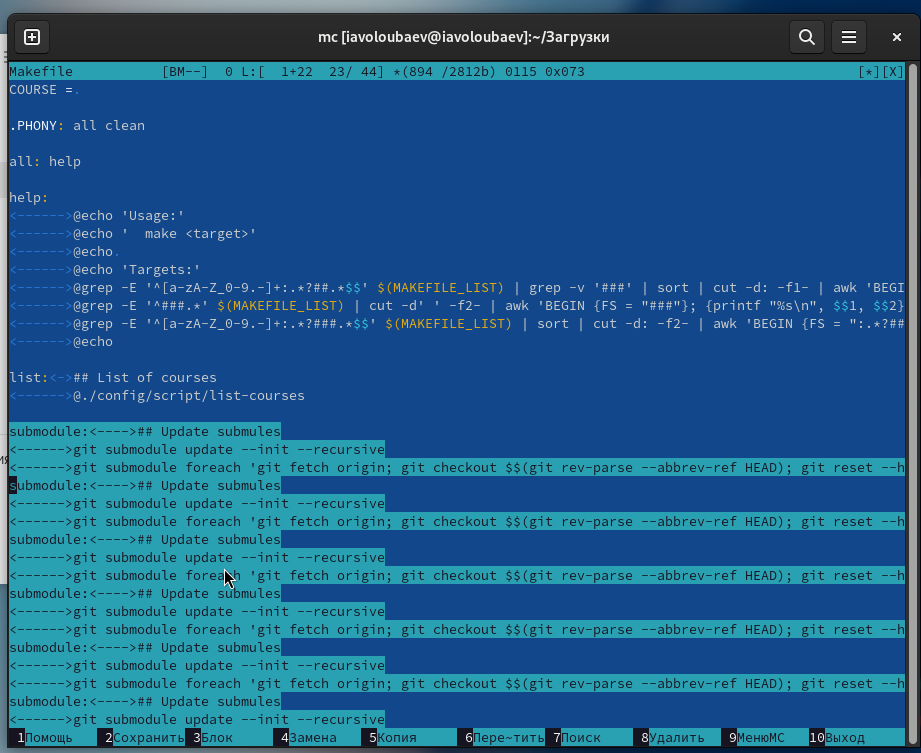 mc [iavoloubaev@iavoloubaev]:~/Загрузки
Makefile [BM--] 0 L:[ 1+22 23/ 44] *(894 /2812b) 0115 0x073 [*][X]
COURSE =.
.PHONY: all clean
all: help
help:
<------>@echo 'Usage:'
<------>@echo '  make <target>'
<------>@echo.
<------>@echo 'Targets:'
<------>@grep -E '^[a-zA-Z_0-9.-]+:.*?##.*$$' $(MAKEFILE_LIST) | grep -v '###' | sort | cut -d: -f1- | awk 'BEGI
<------>@grep -E '^###.*' $(MAKEFILE_LIST) | cut -d' ' -f2- | awk 'BEGIN {FS = "###"}; {printf "%s\n", $$1, $$2}
<------>@grep -E '^[a-zA-Z_0-9.-]+:.*?###.*$$' $(MAKEFILE_LIST) | sort | cut -d: -f2- | awk 'BEGIN {FS = ":.*?##
<------>@echo
list:<->## List of courses
<------>@./config/script/list-courses
submodule:<---->## Update submules
<------>git submodule update --init --recursive
<------>git submodule foreach 'git fetch origin; git checkout $$(git rev-parse --abbrev-ref HEAD); git reset --h
submodule:<---->## Update submules
<------>git submodule update --init --recursive
<------>git submodule foreach 'git fetch origin; git checkout $$(git rev-parse --abbrev-ref HEAD); git reset --h
submodule:<---->## Update submules
<------>git submodule update --init --recursive
<------>git submodule foreach 'git fetch origin; git checkout $$(git rev-parse --abbrev-ref HEAD); git reset --h
submodule:<---->## Update submules
<------>git submodule update --init --recursive
<------>git submodule foreach 'git fetch origin; git checkout $$(git rev-parse --abbrev-ref HEAD); git reset --h
submodule:<---->## Update submules
<------>git submodule update --init --recursive
<------>git submodule foreach 'git fetch origin; git checkout $$(git rev-parse --abbrev-ref HEAD); git reset --h
submodule:<---->## Update submules
<------>git submodule update --init --recursive
1Помощь 2Сохранить 3Блок 4Замена 5Копия 6Пере~тить 7Поиск 8Удалить 9МенюMC 10Выход